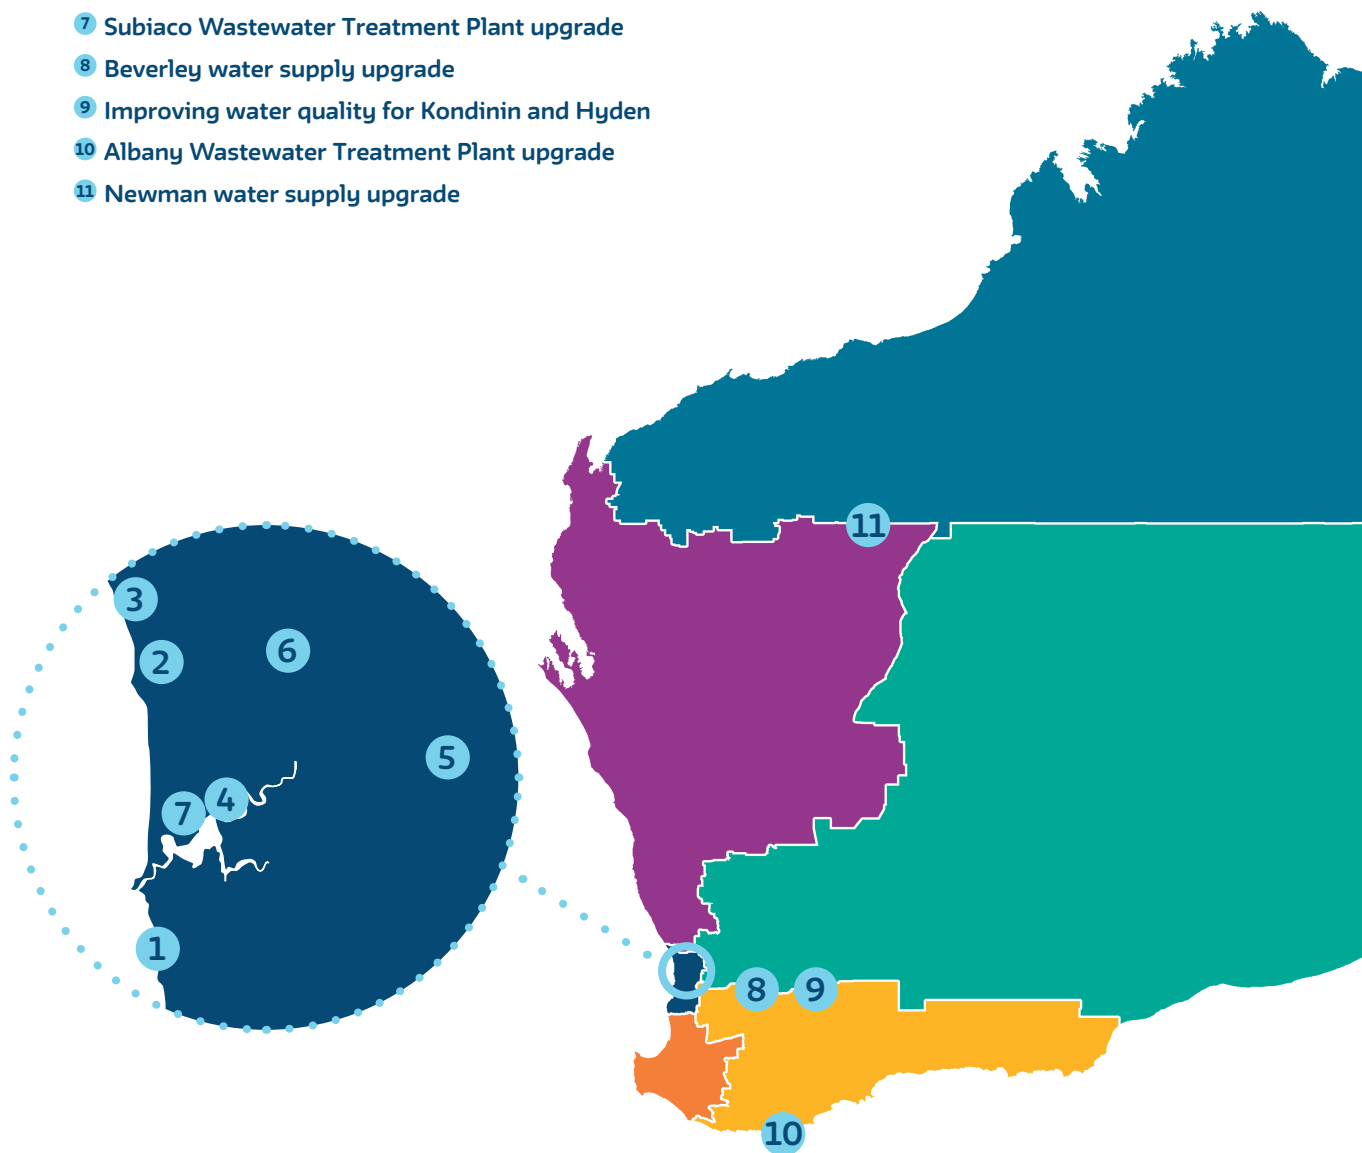 7 Subiaco Wastewater Treatment Plant upgrade
8 Beverley water supply upgrade
9 Improving water quality for Kondinin and Hyden
10 Albany Wastewater Treatment Plant upgrade
11 Newman water supply upgrade
11
3
2
6
5
4
7
1
8
9
10